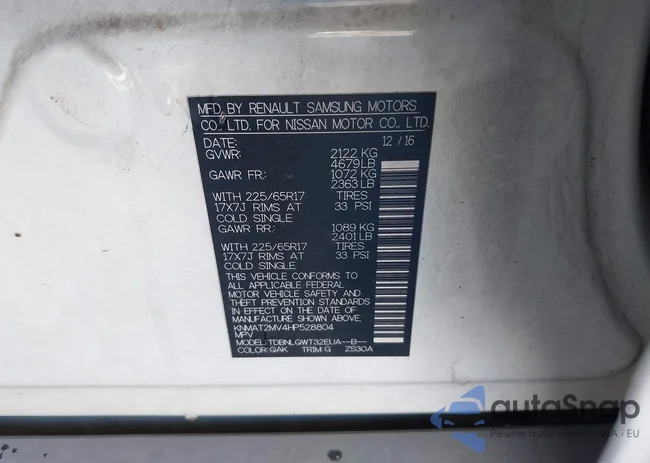 MFD. BY RENAULT SAMSUNG MOTORS
CO., LTD. FOR NISSAN MOTOR CO., LTD.
DATE: 12/16
GVWR: 2122 KG
4679 LB
GAWR FR: 1072 KG
2363 LB
WITH 225/65R17 TIRES
17X7J RIMS AT 33 PSI
COLD SINGLE
GAWR RR: 1089 KG
2401 LB
WITH 225/65R17 TIRES
17X7J RIMS AT 33 PSI
COLD SINGLE
THIS VEHICLE CONFORMS TO
ALL APPLICABLE FEDERAL
MOTOR VEHICLE SAFETY AND
THEFT PREVENTION STANDARDS
IN EFFECT ON THE DATE OF
MANUFACTURE SHOWN ABOVE.
KNMAT2MV4HP528804
MPV
MODEL: TDBNLQWT32EUA--B--
COLOR: QAK TRIM: G ZS30A
autoSnap
Pewne auto z USA | EU